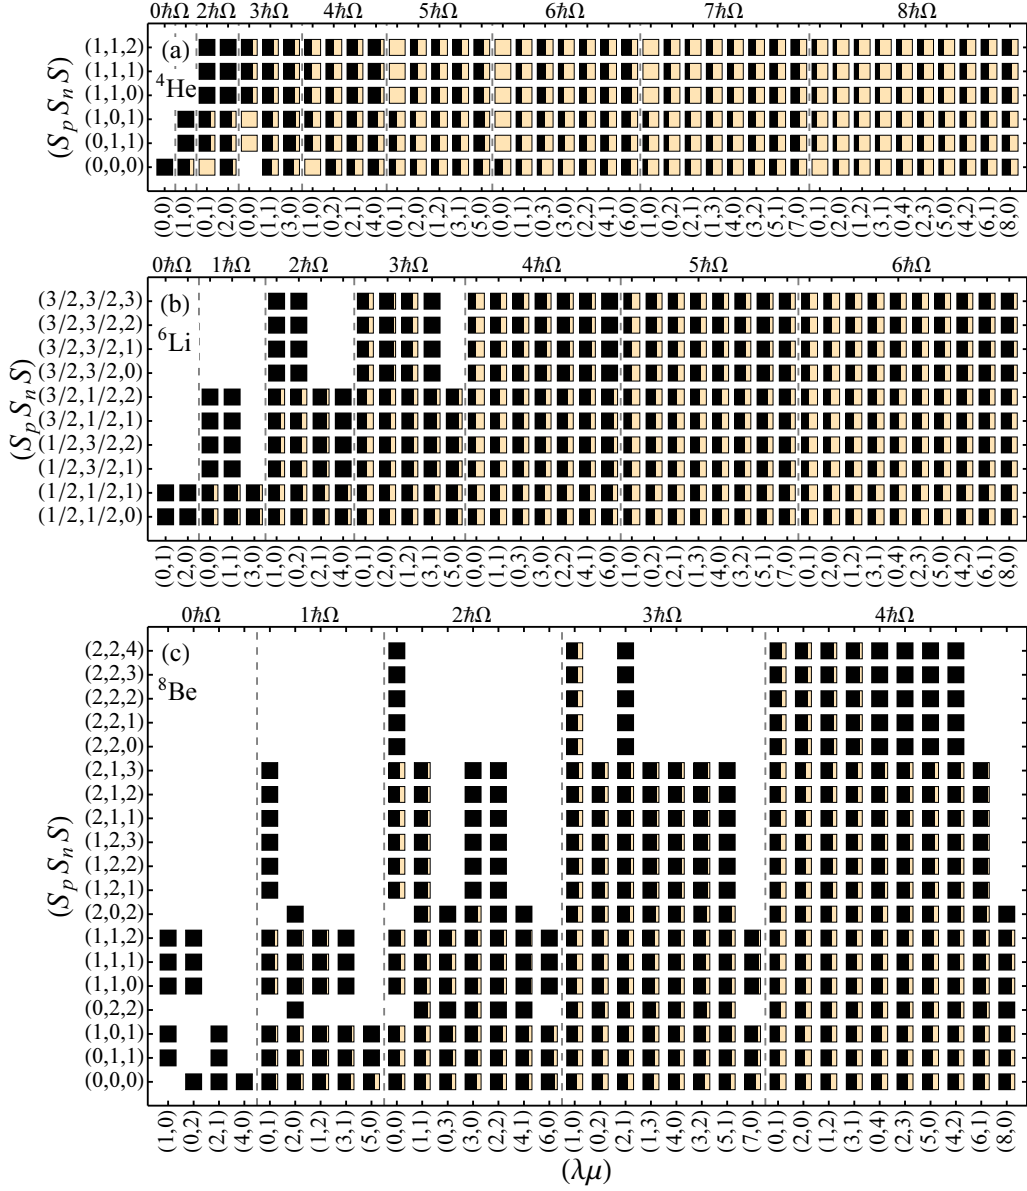 0ħΩ 2ħΩ 3ħΩ 4ħΩ 5ħΩ 6ħΩ 7ħΩ 8ħΩ
(a)
⁴He
(S_p S_n S)
(1,1,2)
(1,1,1)
(1,1,0)
(1,0,1)
(0,1,1)
(0,0,0)
(0,0) (1,0) (0,1) (2,0) (0,0) (1,1) (3,0) (1,0) (0,2) (2,1) (4,0) (0,1) (2,0) (1,2) (3,1) (5,0) (0,0) (1,1) (0,3) (3,0) (2,2) (4,1) (6,0) (1,0) (0,2) (2,1) (1,3) (4,0) (3,2) (5,1) (7,0) (0,1) (2,0) (1,2) (3,1) (0,4) (2,3) (5,0) (4,2) (6,1) (8,0)
0ħΩ 1ħΩ 2ħΩ 3ħΩ 4ħΩ 5ħΩ 6ħΩ
(b)
⁶Li
(S_p S_n S)
(3/2,3/2,3)
(3/2,3/2,2)
(3/2,3/2,1)
(3/2,3/2,0)
(3/2,1/2,2)
(3/2,1/2,1)
(1/2,3/2,2)
(1/2,3/2,1)
(1/2,1/2,1)
(1/2,1/2,0)
(0,1) (2,0) (0,0) (1,1) (3,0) (1,0) (0,2) (2,1) (4,0) (0,1) (2,0) (1,2) (3,1) (5,0) (0,0) (1,1) (0,3) (3,0) (2,2) (4,1) (6,0) (1,0) (0,2) (2,1) (1,3) (4,0) (3,2) (5,1) (7,0) (0,1) (2,0) (1,2) (3,1) (0,4) (2,3) (5,0) (4,2) (6,1) (8,0)
0ħΩ 1ħΩ 2ħΩ 3ħΩ 4ħΩ
(c)
⁸Be
(S_p S_n S)
(2,2,4)
(2,2,3)
(2,2,2)
(2,2,1)
(2,2,0)
(2,1,3)
(2,1,2)
(2,1,1)
(1,2,3)
(1,2,2)
(1,2,1)
(2,0,2)
(1,1,2)
(1,1,1)
(1,1,0)
(0,2,2)
(1,0,1)
(0,1,1)
(0,0,0)
(1,0) (0,2) (2,1) (4,0) (0,1) (2,0) (1,2) (3,1) (5,0) (0,0) (1,1) (0,3) (3,0) (2,2) (4,1) (6,0) (1,0) (0,2) (2,1) (1,3) (4,0) (3,2) (5,1) (7,0) (0,1) (2,0) (1,2) (3,1) (0,4) (2,3) (5,0) (4,2) (6,1) (8,0)
(λμ)